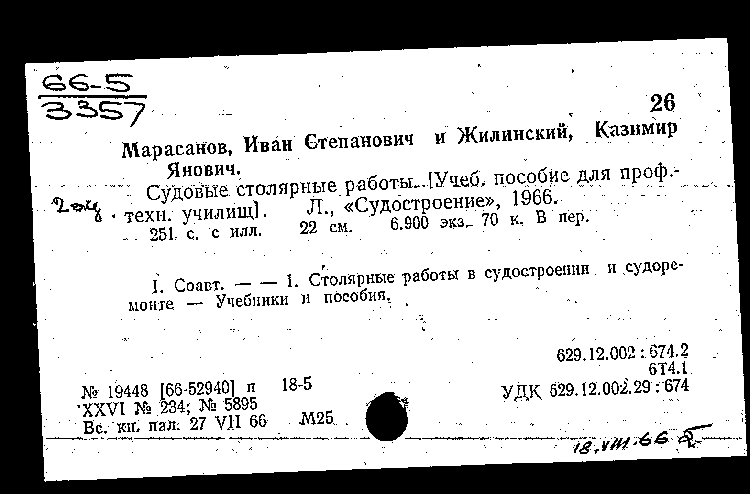 66-5
3357
26
Марасанов, Иван Степанович и Жилинский, Казимир
Янович.
Судовые столярные работы. [Учеб. пособие для проф.-
2 экз. техн. училищ]. Л., «Судостроение», 1966.
251 с. с илл. 22 см. 6.900 экз. 70 к. В пер.
I. Соавт. — — 1. Столярные работы в судостроении и судоре-
монте — Учебники и пособия.
629.12.002 : 674.2
6T4.1
№ 19448 [66-52940] п 18-5 УДК 629.12.002.29 : 674
XXVI № 234; № 5895
Вс. кн. пал. 27 VII 66 М25
18.VIII.66